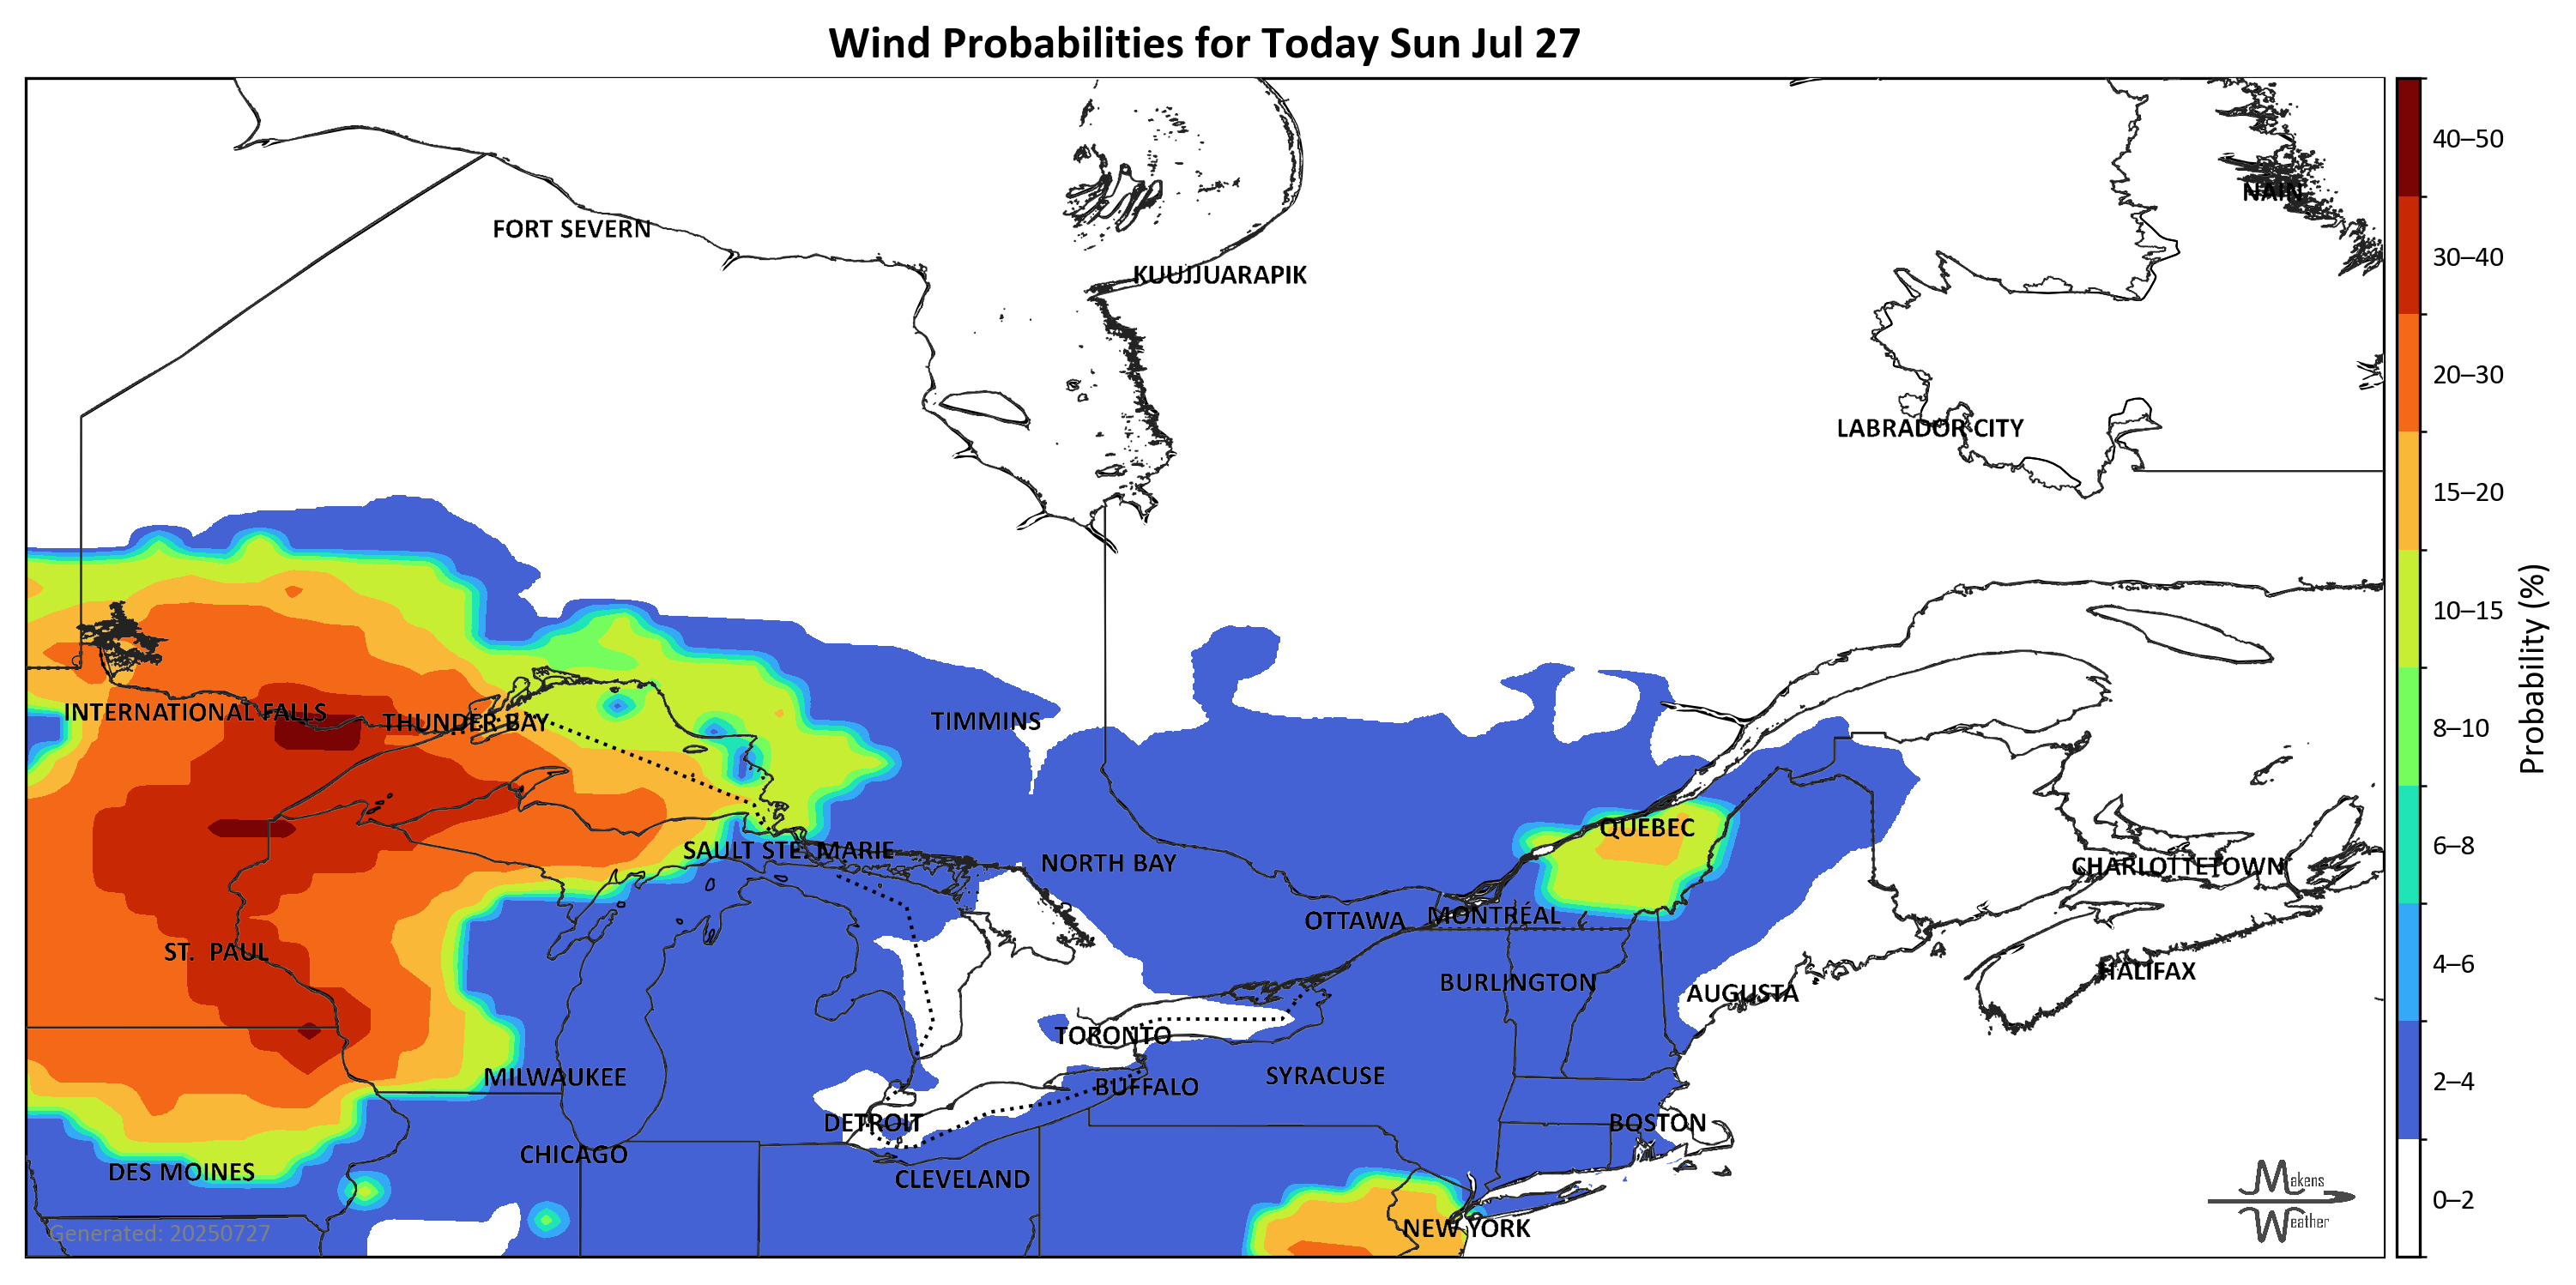 Wind Probabilities for Today Sun Jul 27
NAIN
FORT SEVERN
KUUJJUARAPIK
LABRADOR CITY
INTERNATIONAL FALLS
THUNDER BAY
TIMMINS
QUEBEC
SAULT STE. MARIE
NORTH BAY
CHARLOTTETOWN
OTTAWA
MONTRÉAL
ST. PAUL
HALIFAX
BURLINGTON
AUGUSTA
TORONTO
MILWAUKEE
BUFFALO
SYRACUSE
DETROIT
BOSTON
CHICAGO
DES MOINES
CLEVELAND
NEW YORK
Generated: 20250727
Makens
Weather
40–50
30–40
20–30
15–20
10–15
8–10
6–8
4–6
2–4
0–2
Probability (%)